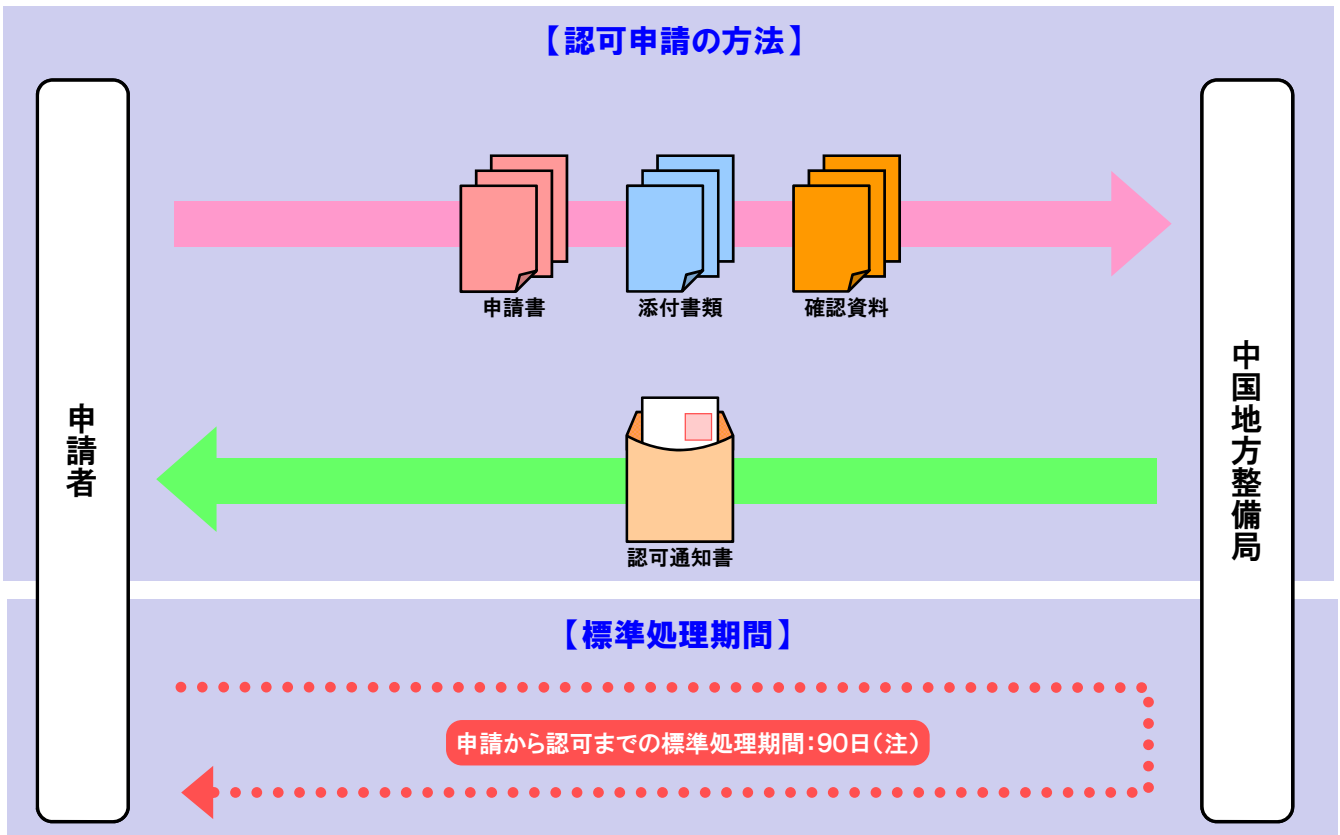 【認可申請の方法】
申請者
申請書
添付書類
確認資料
認可通知書
中国地方整備局
【標準処理期間】
申請から認可までの標準処理期間：90日（注）